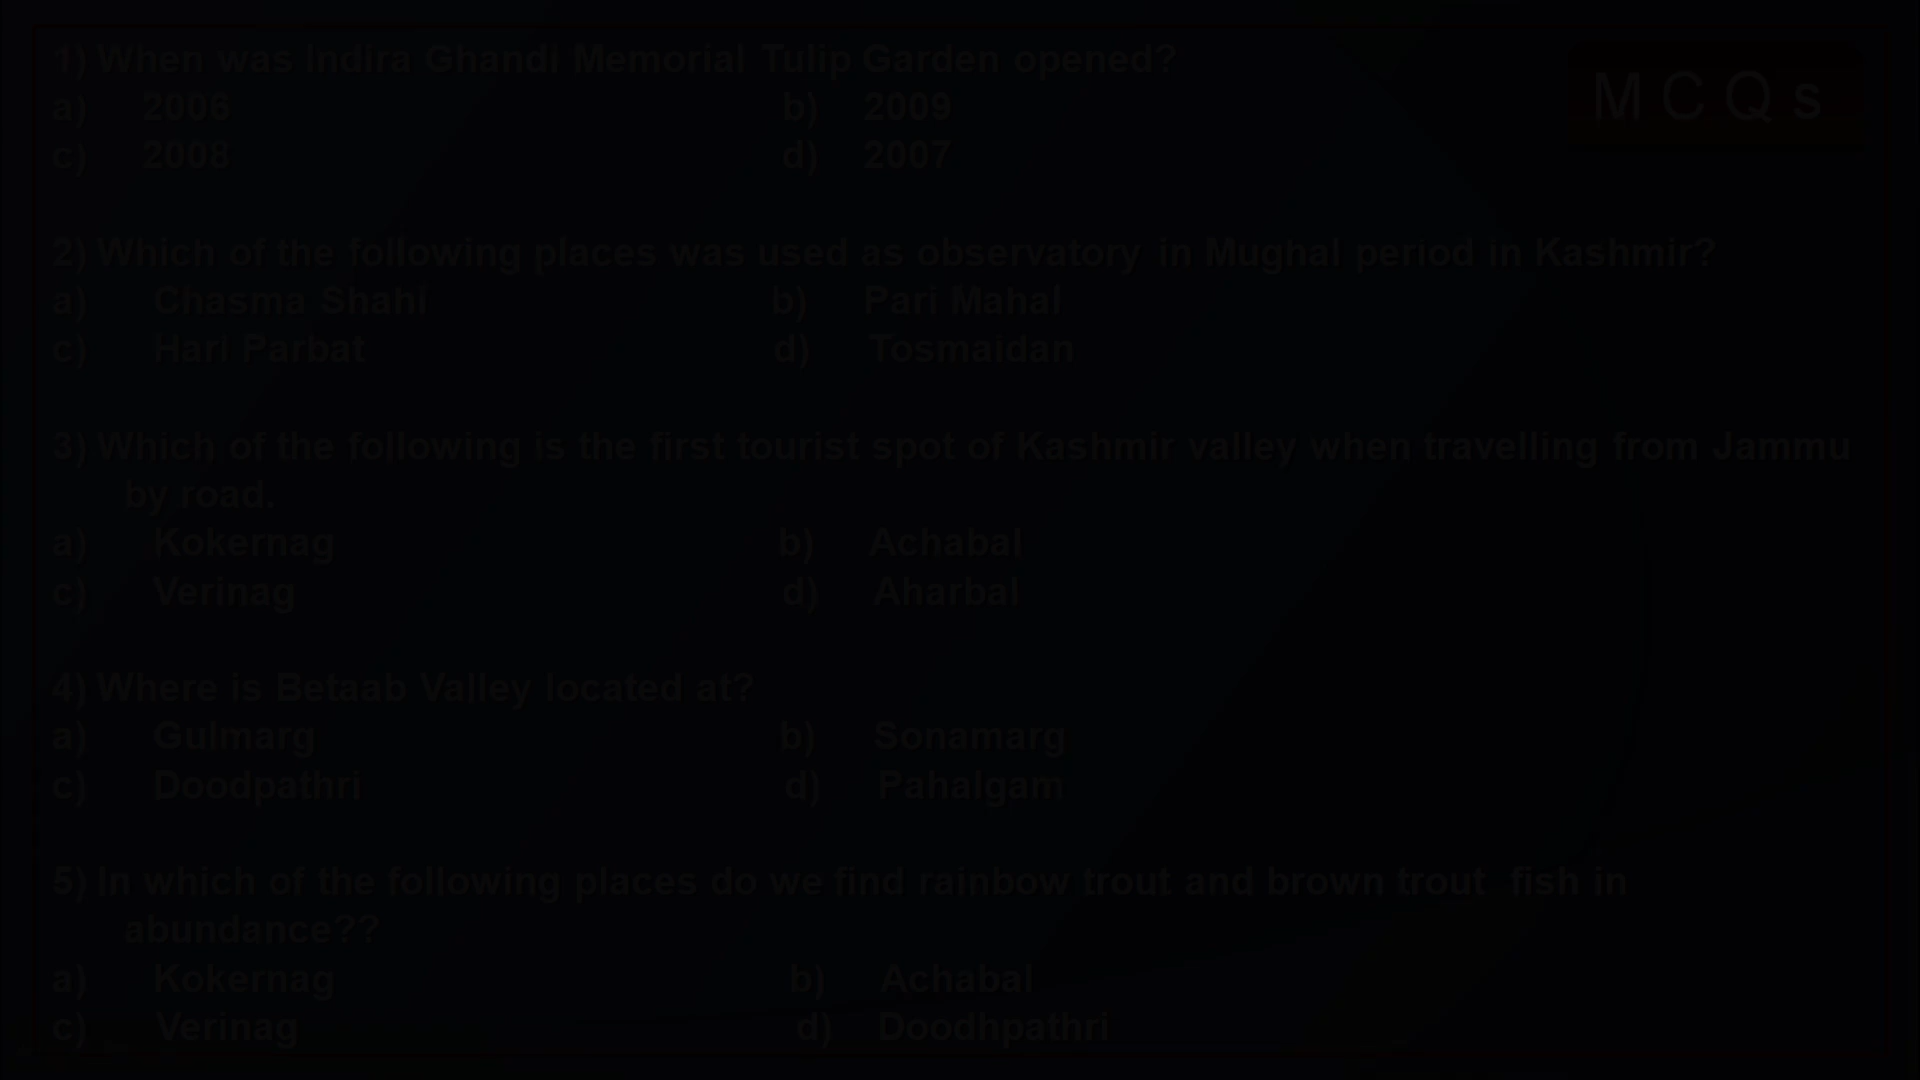 1) When was Indira Ghandi Memorial Tulip Garden opened?
M C Q s
a) 2006 b) 2009
c) 2008 d) 2007
2) Which of the following places was used as observatory in Mughal period in Kashmir?
a) Chasma Shahi b) Pari Mahal
c) Hari Parbat d) Tosmaidan
3) Which of the following is the first tourist spot of Kashmir valley when travelling from Jammu
by road.
a) Kokernag b) Achabal
c) Verinag d) Aharbal
4) Where is Betaab Valley located at?
a) Gulmarg b) Sonamarg
c) Doodpathri d) Pahalgam
5) In which of the following places do we find rainbow trout and brown trout fish in
abundance??
a) Kokernag b) Achabal
c) Verinag d) Doodhpathri